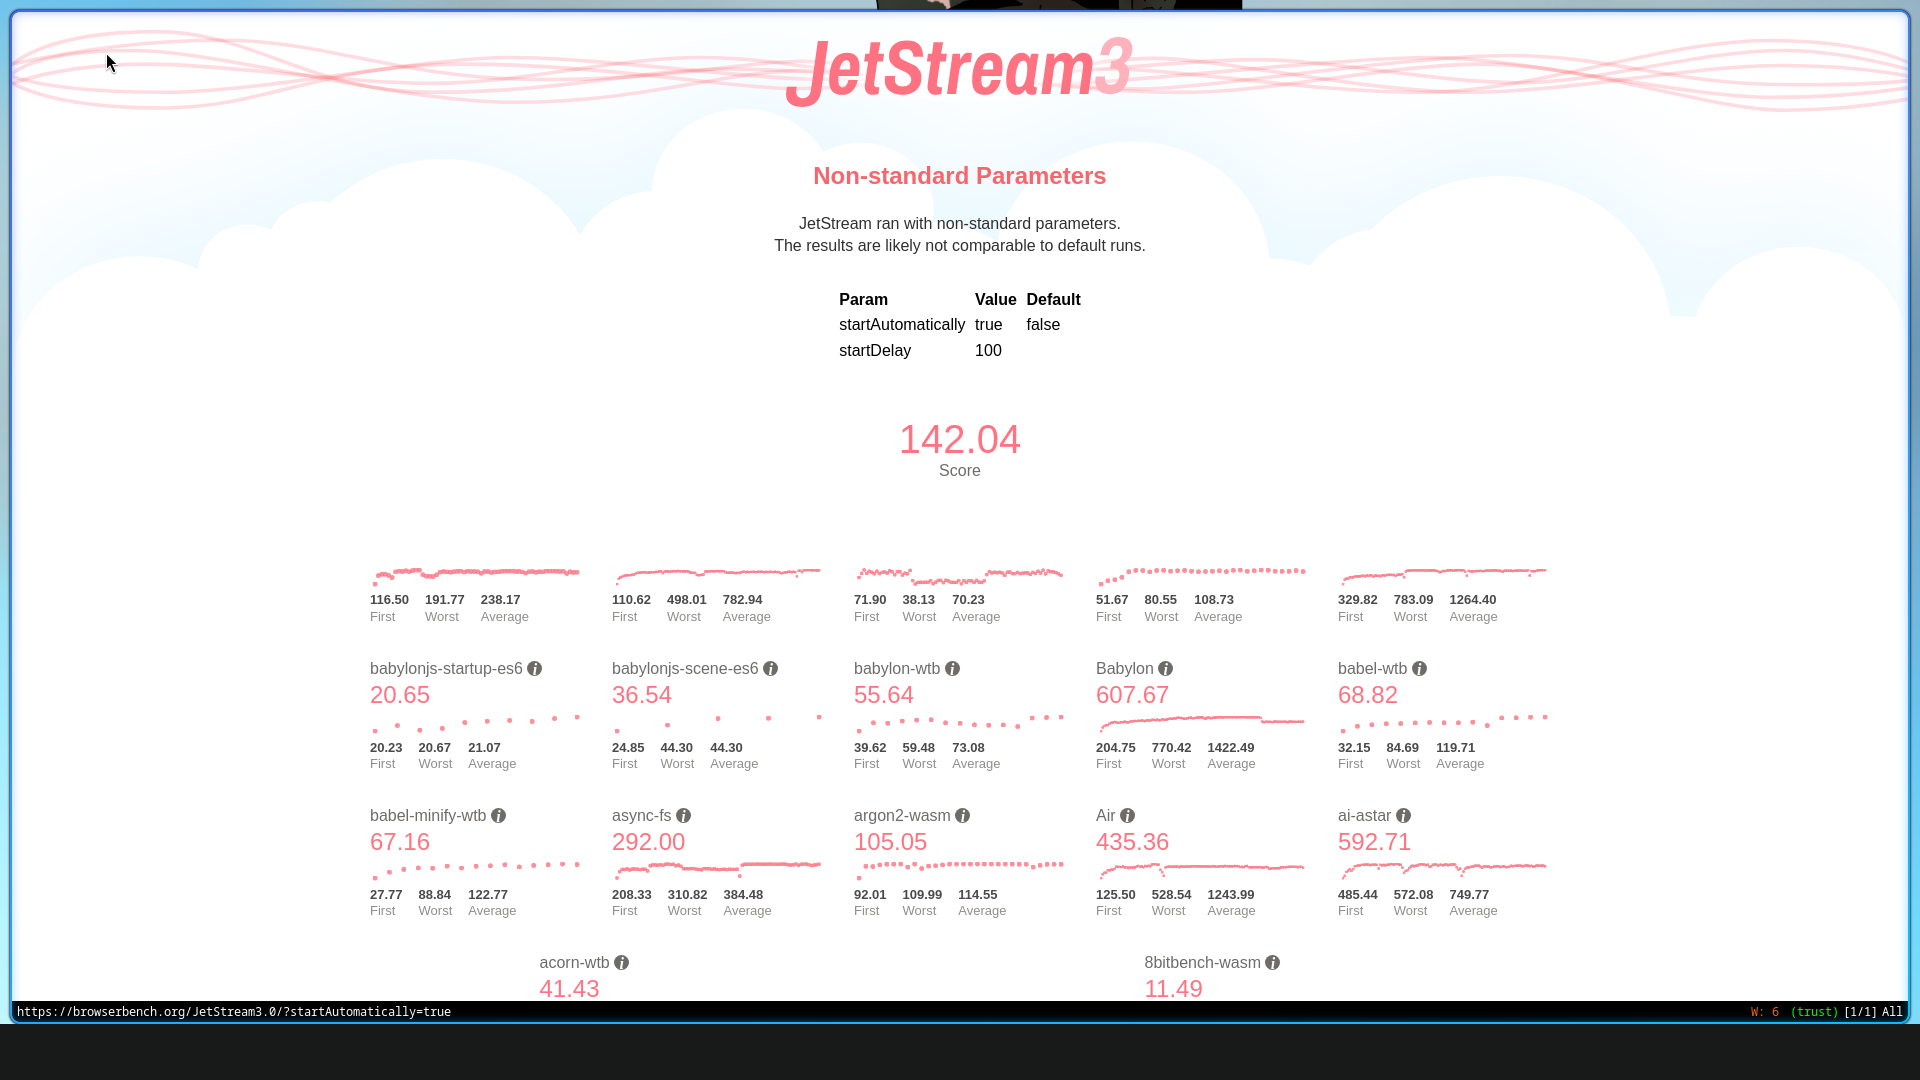 JetStream3
Non-standard Parameters
JetStream ran with non-standard parameters.
The results are likely not comparable to default runs.
Param Value Default
startAutomatically true false
startDelay 100
142.04
Score
116.50 191.77 238.17
First Worst Average
110.62 498.01 782.94
First Worst Average
71.90 38.13 70.23
First Worst Average
51.67 80.55 108.73
First Worst Average
329.82 783.09 1264.40
First Worst Average
babylonjs-startup-es6 i
20.65
20.23 20.67 21.07
First Worst Average
babylonjs-scene-es6 i
36.54
24.85 44.30 44.30
First Worst Average
babylon-wtb i
55.64
39.62 59.48 73.08
First Worst Average
Babylon i
607.67
204.75 770.42 1422.49
First Worst Average
babel-wtb i
68.82
32.15 84.69 119.71
First Worst Average
babel-minify-wtb i
67.16
27.77 88.84 122.77
First Worst Average
async-fs i
292.00
208.33 310.82 384.48
First Worst Average
argon2-wasm i
105.05
92.01 109.99 114.55
First Worst Average
Air i
435.36
125.50 528.54 1243.99
First Worst Average
ai-astar i
592.71
485.44 572.08 749.77
First Worst Average
acorn-wtb i
41.43
8bitbench-wasm i
11.49
https://browserbench.org/JetStream3.0/?startAutomatically=true
W: 6 (trust) [1/1] All